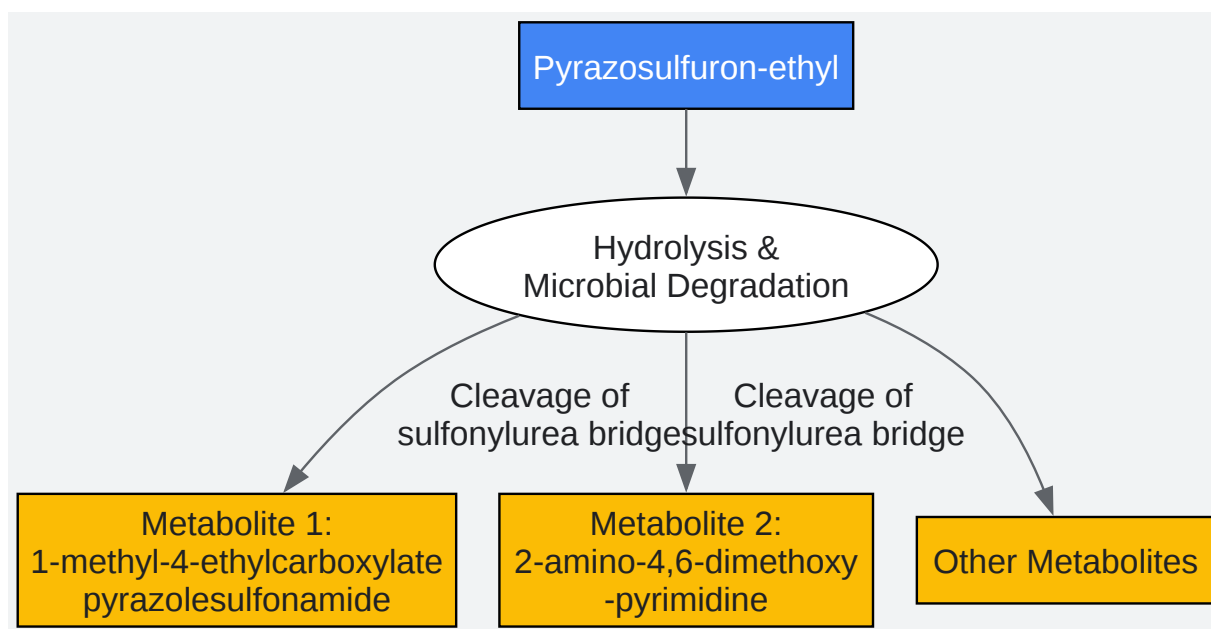 Pyrazosulfuron-ethyl
Hydrolysis &
Microbial Degradation
Cleavage of
sulfonylurea bridge
Cleavage of
sulfonylurea bridge
Metabolite 1:
1-methyl-4-ethylcarboxylate
pyrazolesulfonamide
Metabolite 2:
2-amino-4,6-dimethoxy
-pyrimidine
Other Metabolites